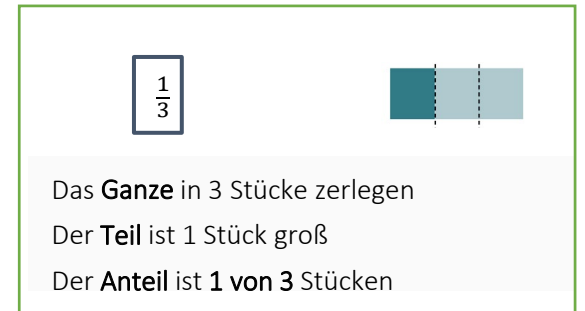 1/3
Das Ganze in 3 Stücke zerlegen
Der Teil ist 1 Stück groß
Der Anteil ist 1 von 3 Stücken